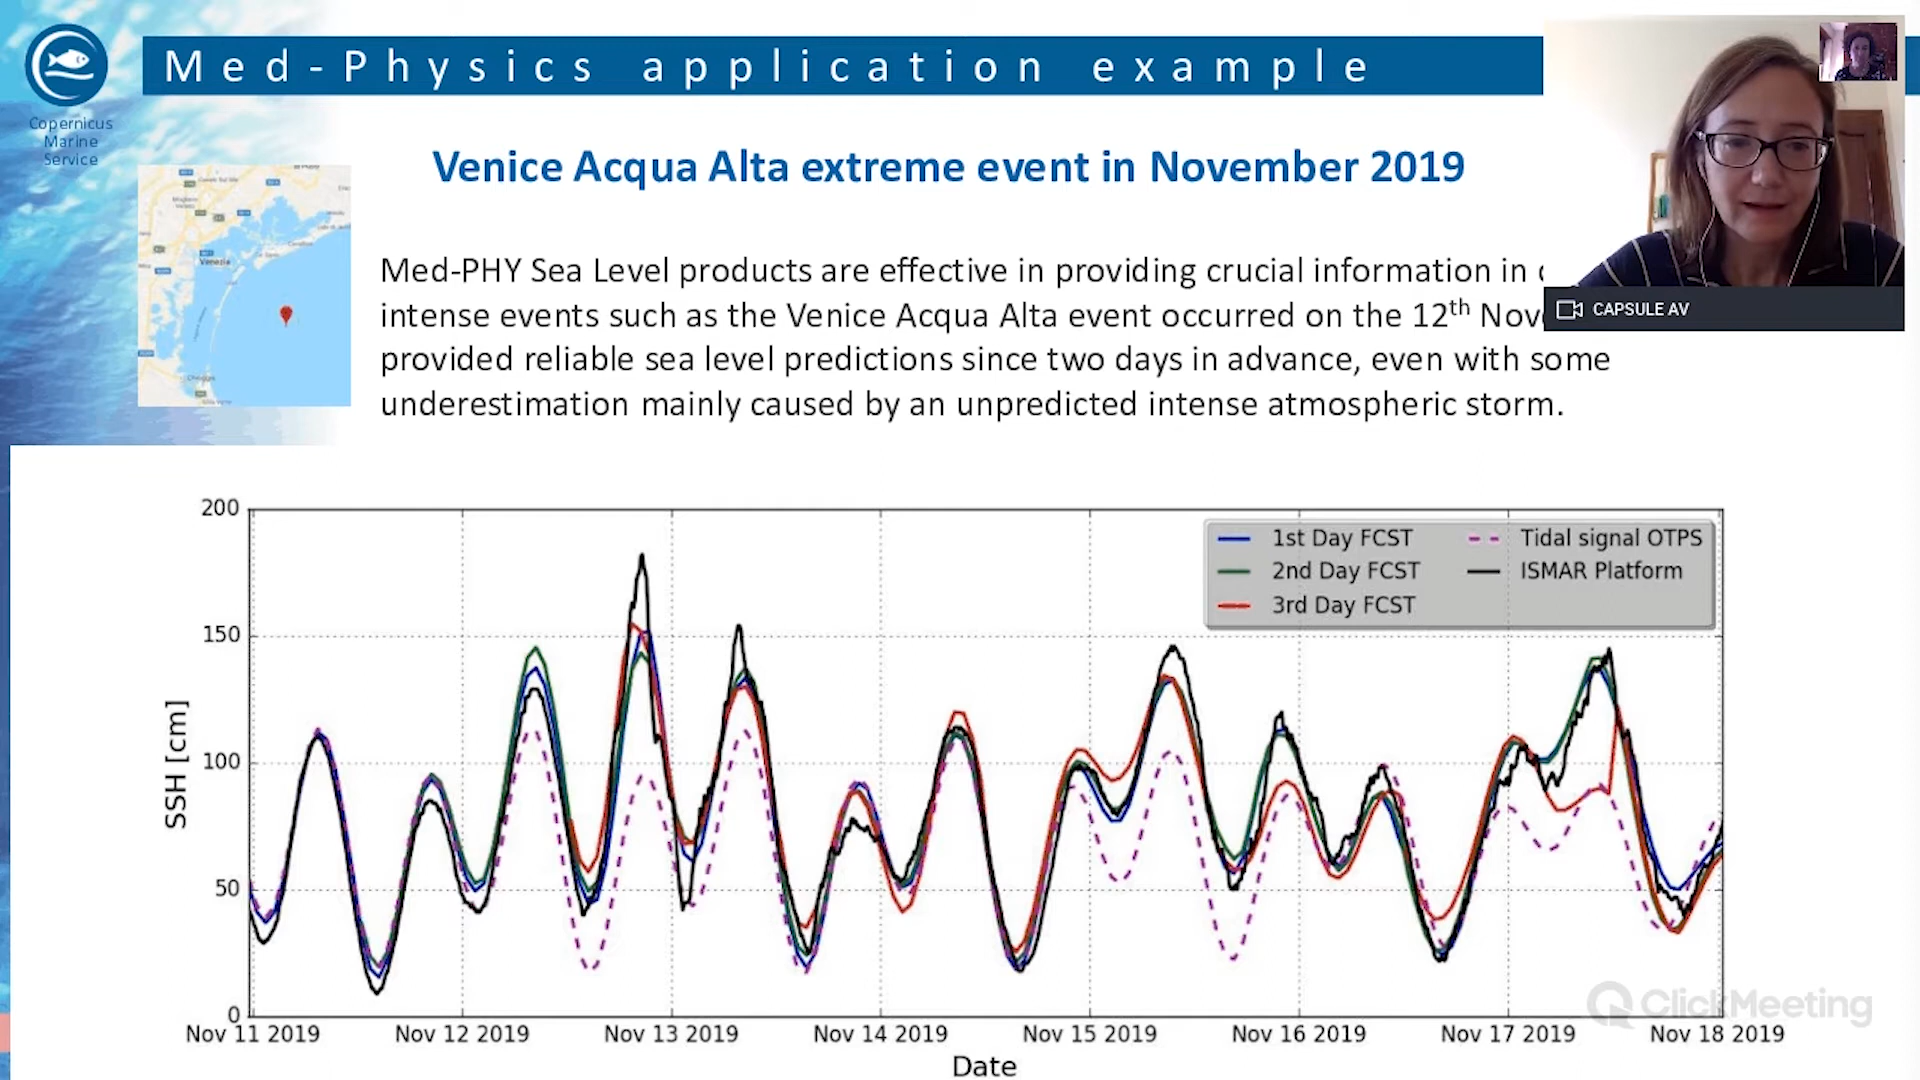 Med-Physics application example
Copernicus
Marine
Service
Venice Acqua Alta extreme event in November 2019
Venezia
Med-PHY Sea Level products are effective in providing crucial information in
intense events such as the Venice Acqua Alta event occurred on the 12th
provided reliable sea level predictions since two days in advance, even with some
underestimation mainly caused by an unpredicted intense atmospheric storm.
CAPSULE AV
200
150
100
50
0
SSH [cm]
1st Day FCST
2nd Day FCST
3rd Day FCST
Tidal signal OTPS
ISMAR Platform
Nov 11 2019
Nov 12 2019
Nov 13 2019
Nov 14 2019
Nov 15 2019
Nov 16 2019
Nov 17 2019
Nov 18 2019
Date
ClickMeeting